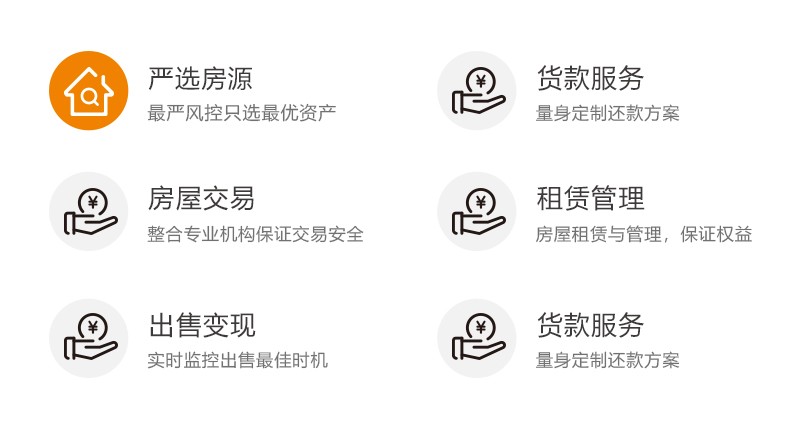 严选房源
最严风控只选最优资产
货款服务
量身定制还款方案
房屋交易
整合专业机构保证交易安全
租赁管理
房屋租赁与管理，保证权益
出售变现
实时监控出售最佳时机
货款服务
量身定制还款方案